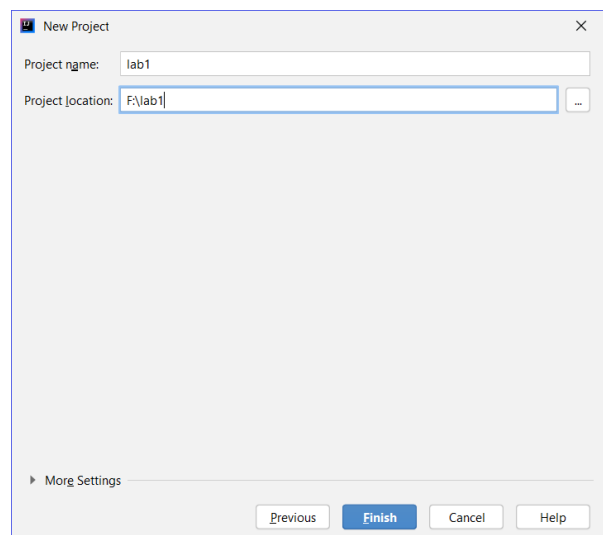 New Project
Project name: lab1
Project location: F:\lab1 ...
More Settings
Previous Finish Cancel Help